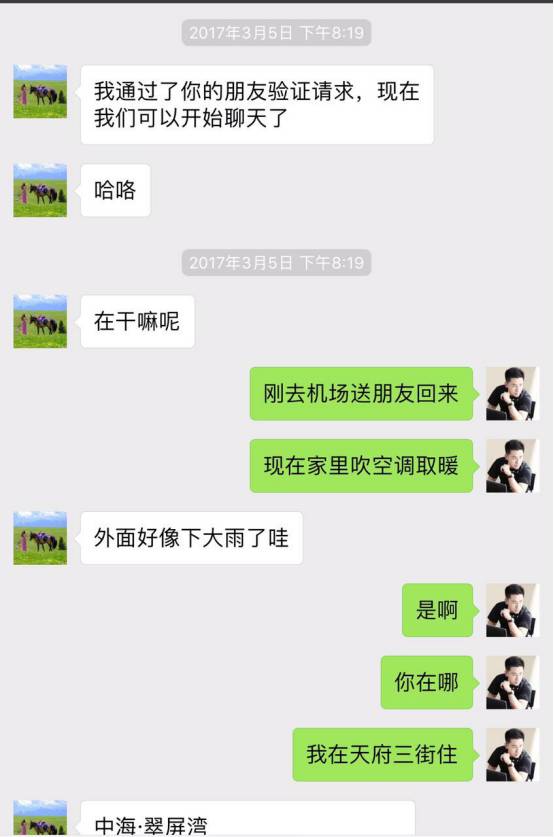 2017年3月5日 下午8:19
我通过了你的朋友验证请求，现在
我们可以开始聊天了
哈咯
2017年3月5日 下午8:19
在干嘛呢
刚去机场送朋友回来
现在家里吹空调取暖
外面好像下大雨了哇
是啊
你在哪
我在天府三街住
中海·翠屏湾